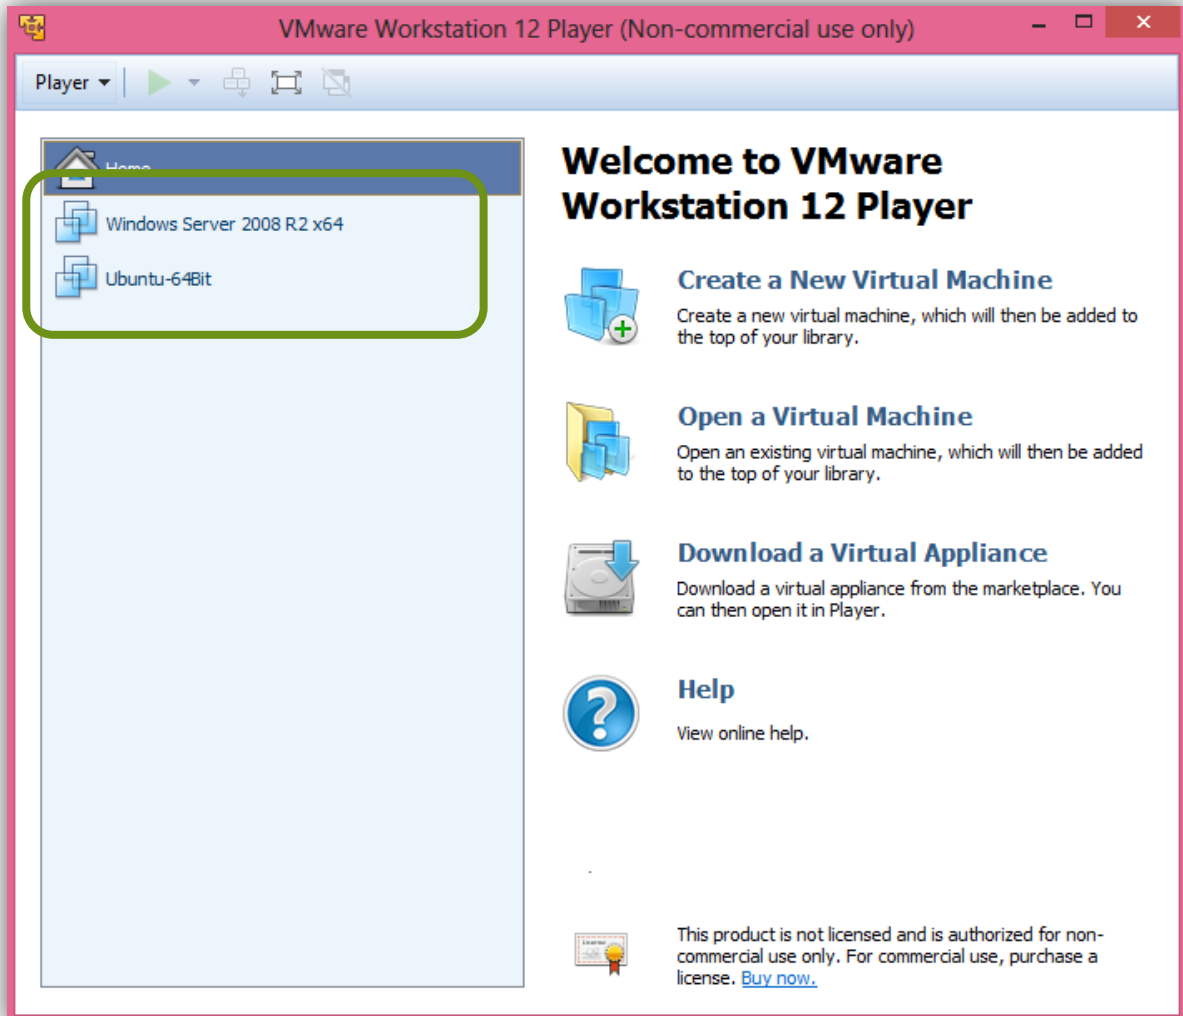 VMware Workstation 12 Player (Non-commercial use only)
Player
Home
Windows Server 2008 R2 x64
Ubuntu-64Bit
Welcome to VMware
Workstation 12 Player
Create a New Virtual Machine
Create a new virtual machine, which will then be added to
the top of your library.
Open a Virtual Machine
Open an existing virtual machine, which will then be added
to the top of your library.
Download a Virtual Appliance
Download a virtual appliance from the marketplace. You
can then open it in Player.
Help
View online help.
This product is not licensed and is authorized for non-
commercial use only. For commercial use, purchase a
license. Buy now.